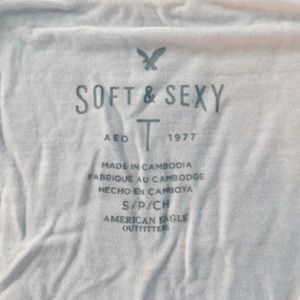 SOFT & SEXY
AEO T 1977
MADE IN CAMBODIA
FABRIQUE AU CAMBODGE
HECHO EN CAMBOYA
S/P/CH
AMERICAN EAGLE
OUTFITTERS